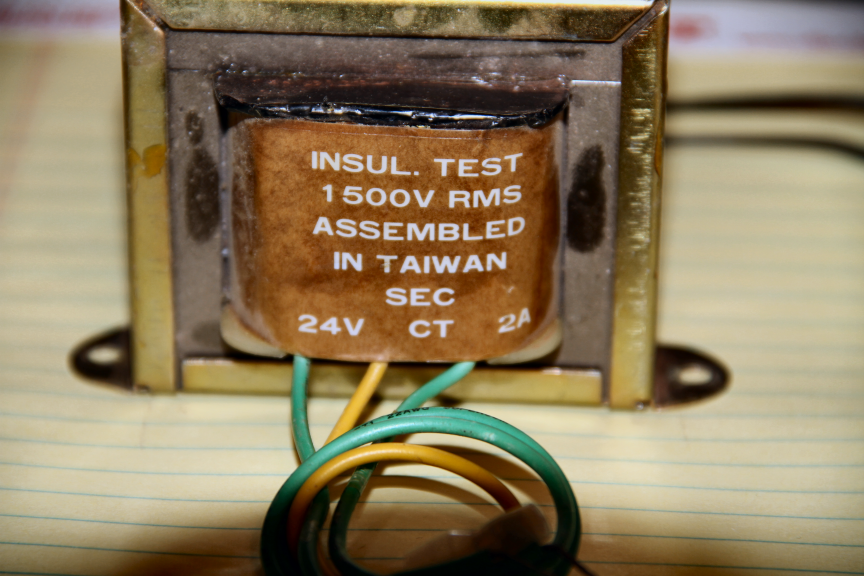 INSUL. TEST
1500V RMS
ASSEMBLED
IN TAIWAN
SEC
24V CT 2A